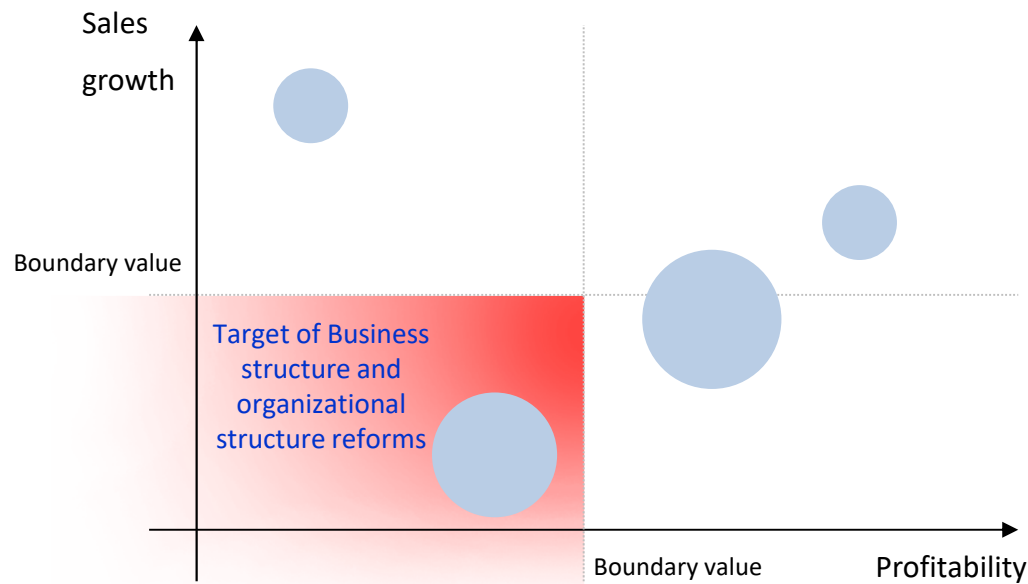 Sales
growth
Boundary value
Target of Business
structure and
organizational
structure reforms
Boundary value
Profitability